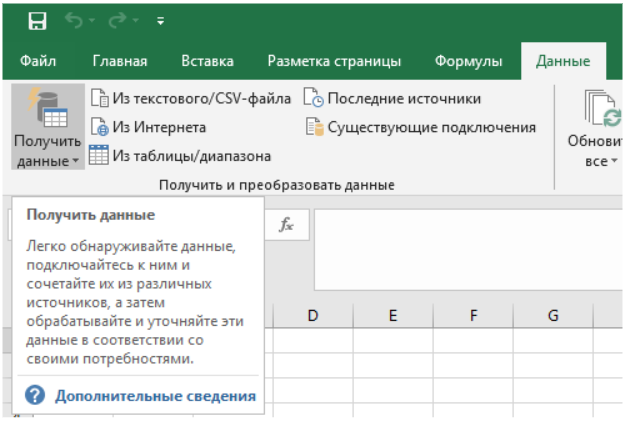 Файл Главная Вставка Разметка страницы Формулы Данные
Получить данные
Из текстового/CSV-файла
Из Интернета
Из таблицы/диапазона
Последние источники
Существующие подключения
Обнови
все
Получить и преобразовать данные
Получить данные
Легко обнаруживайте данные,
подключайтесь к ним и
сочетайте их из различных
источников, а затем
обрабатывайте и уточняйте эти
данные в соответствии со
своими потребностями.
? Дополнительные сведения
fx
D E F G